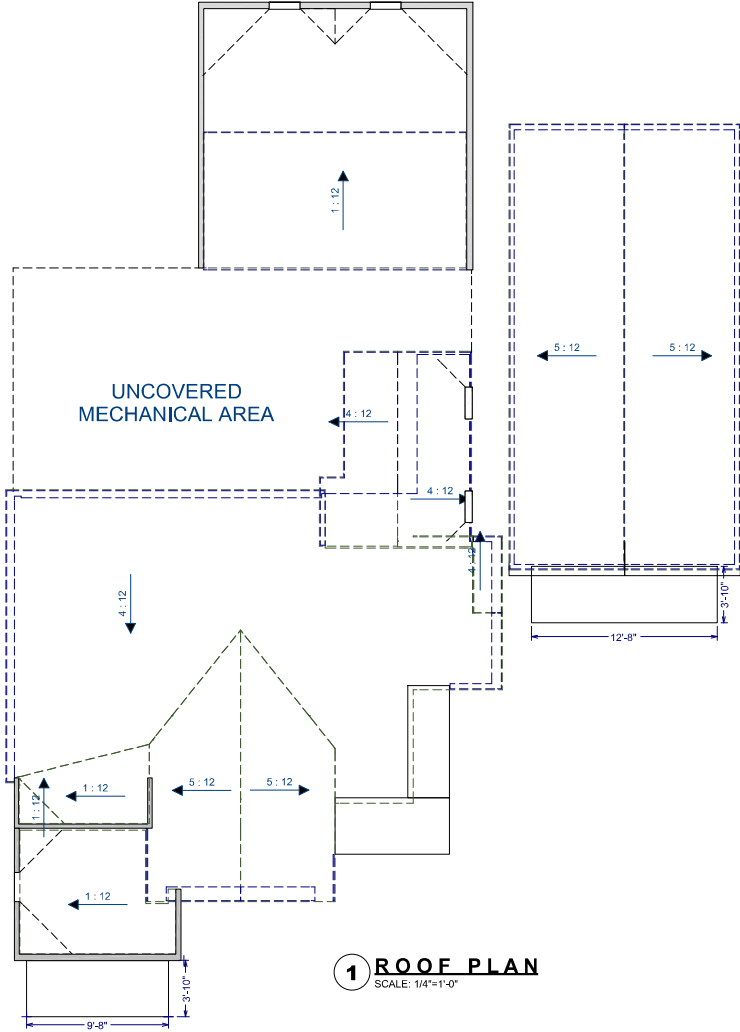 1 : 12
5 : 12
5 : 12
UNCOVERED
MECHANICAL AREA
4 : 12
4 : 12
4 : 12
4 : 12
3'-10"
12'-8"
5 : 12
5 : 12
1 : 12
1 : 12
1 : 12
3'-10"
9'-8"
1 ROOF PLAN
SCALE: 1/4"=1'-0"